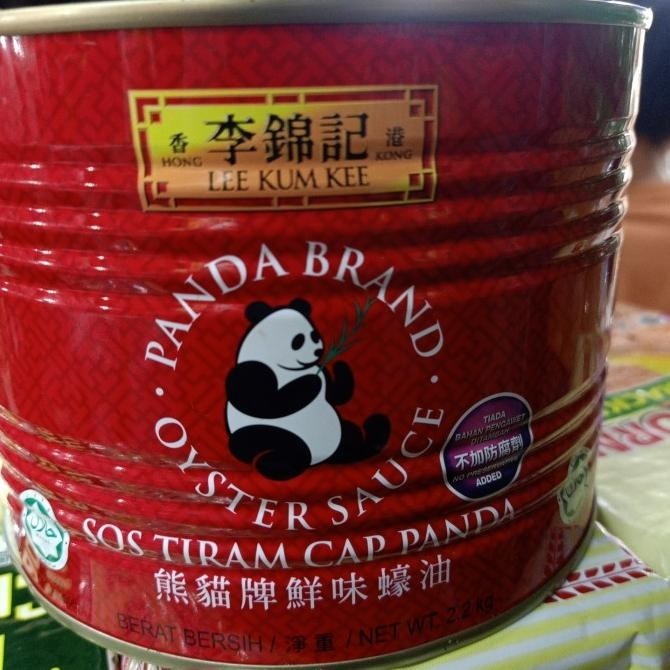 香 李錦記 港
HONG KONG
LEE KUM KEE
PANDA BRAND
OYSTER SAUCE
TIADA
BAHAN PENGAWET
DITAMBAH
不加防腐劑
NO PRESERVATIVE
ADDED
SOS TIRAM CAP PANDA
熊貓牌鮮味蠔油
BERAT BERSIH / 淨重 / NET WT. 2.2 kg